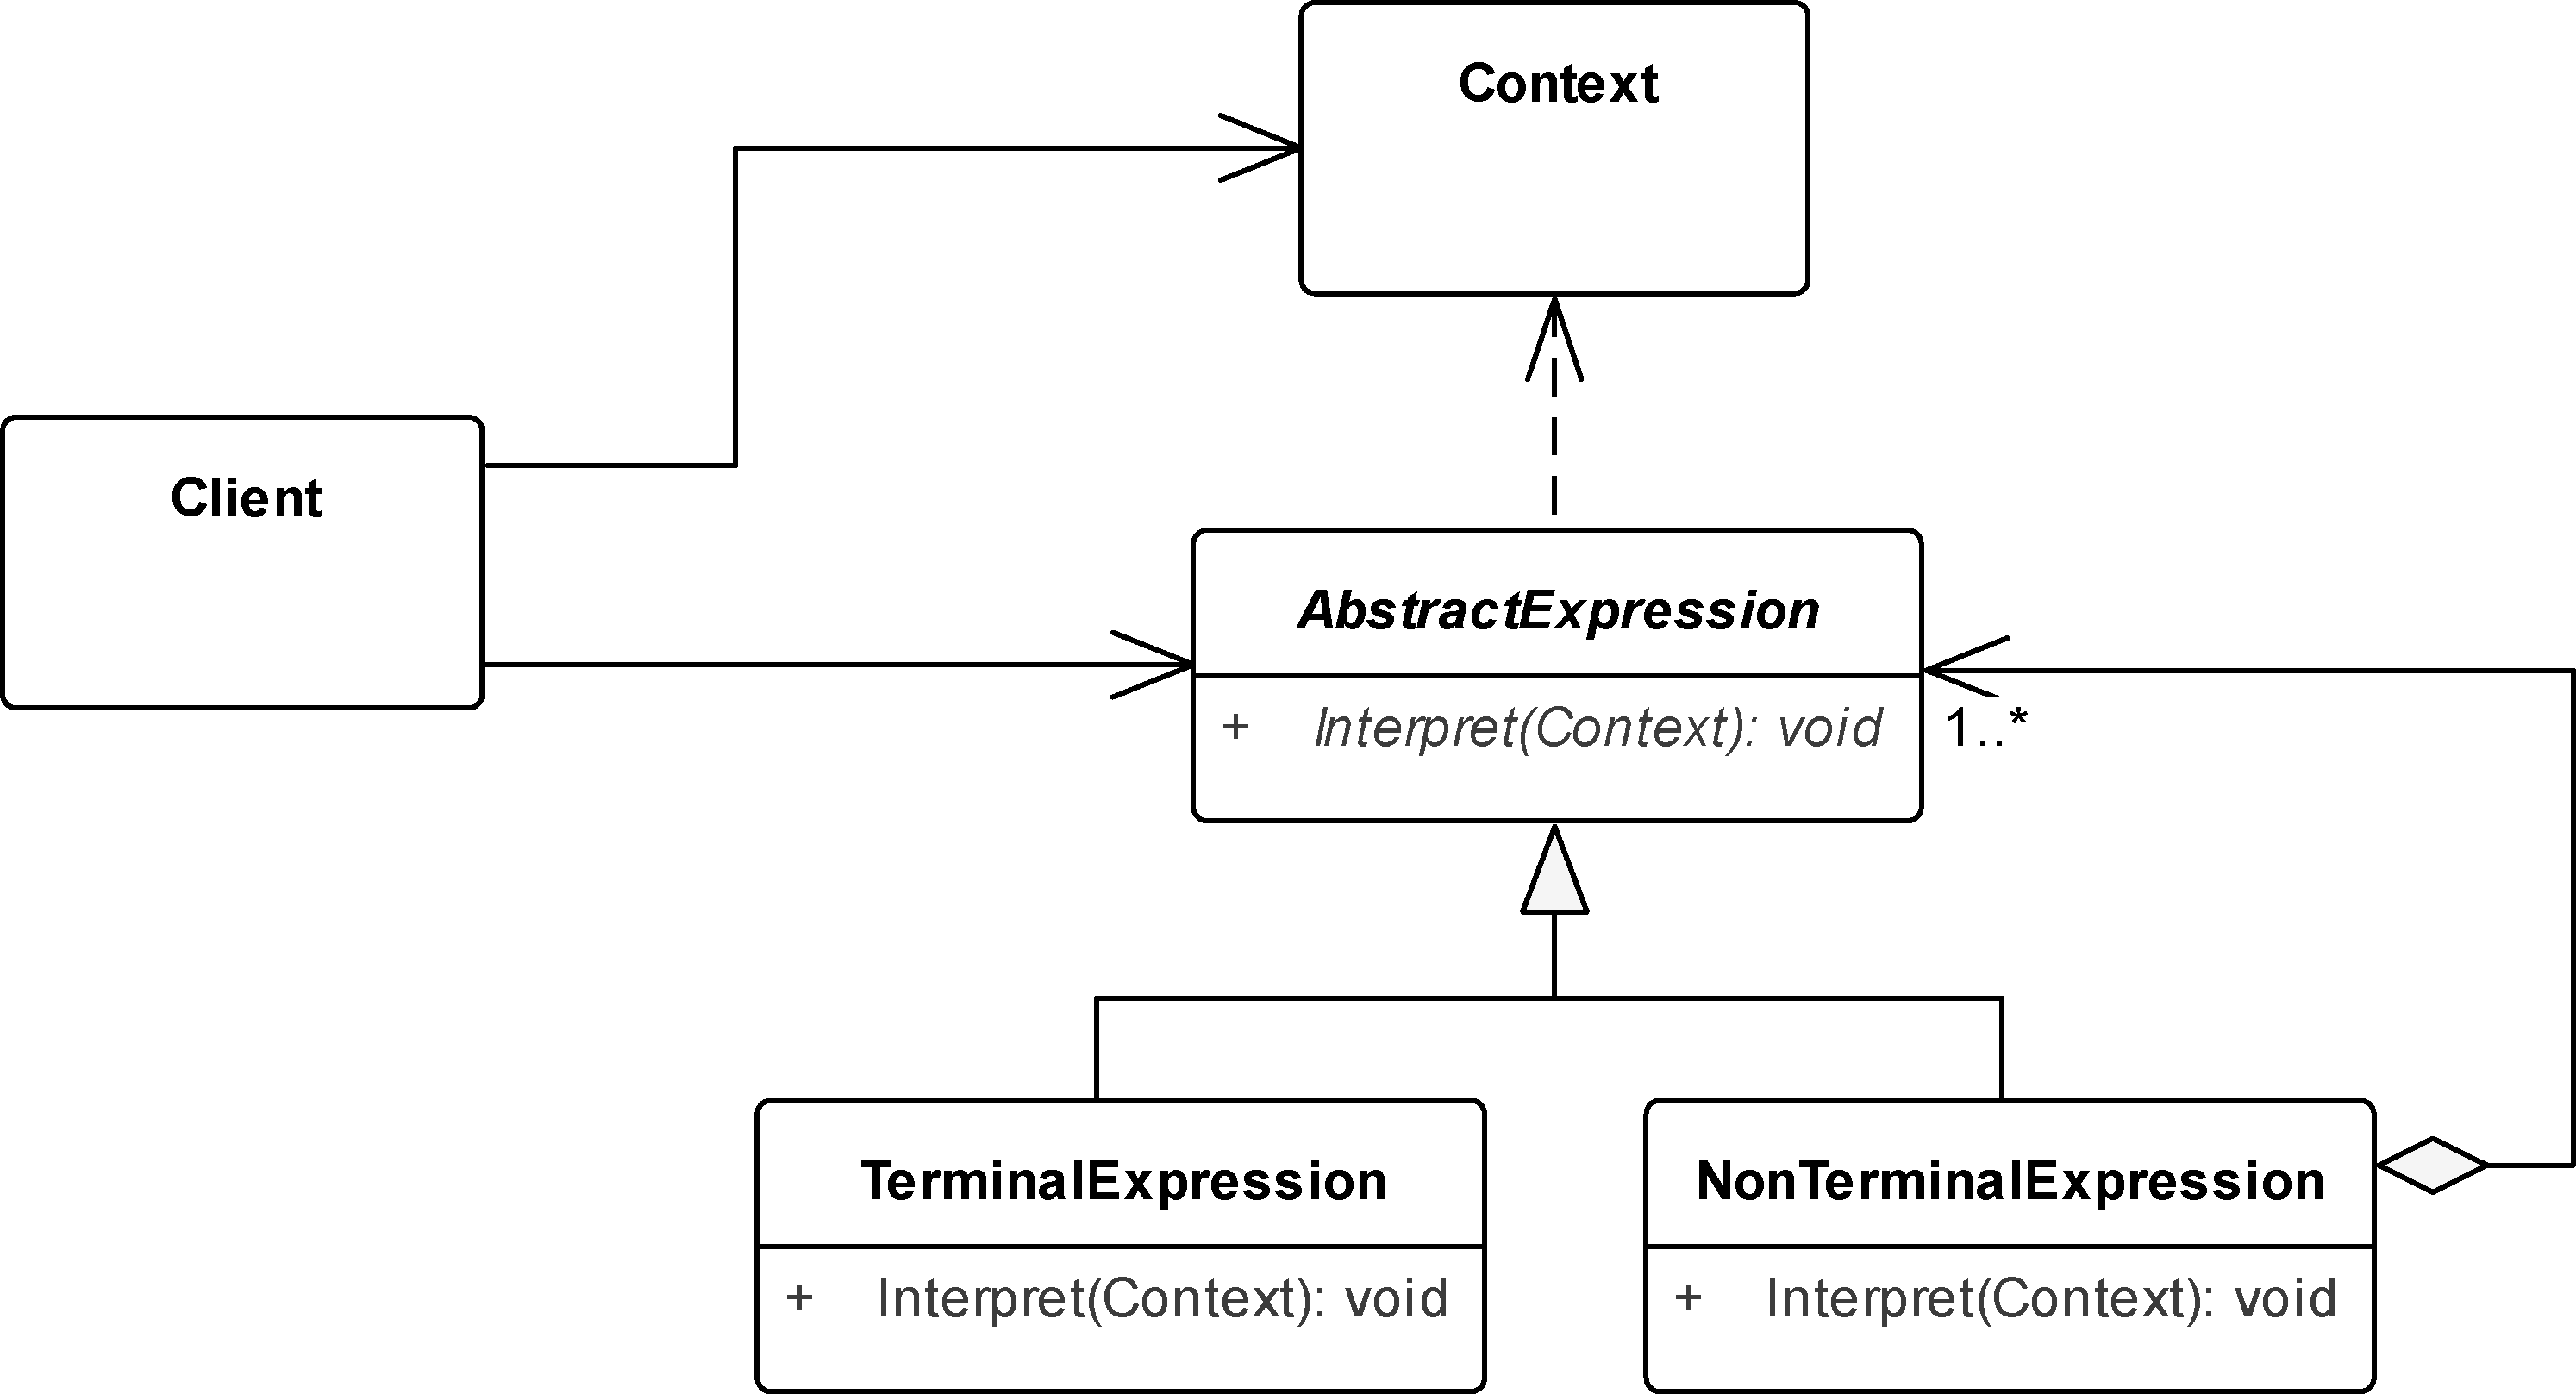 Context
Client
AbstractExpression
+ Interpret(Context): void
1..*
TerminalExpression
+ Interpret(Context): void
NonTerminalExpression
+ Interpret(Context): void